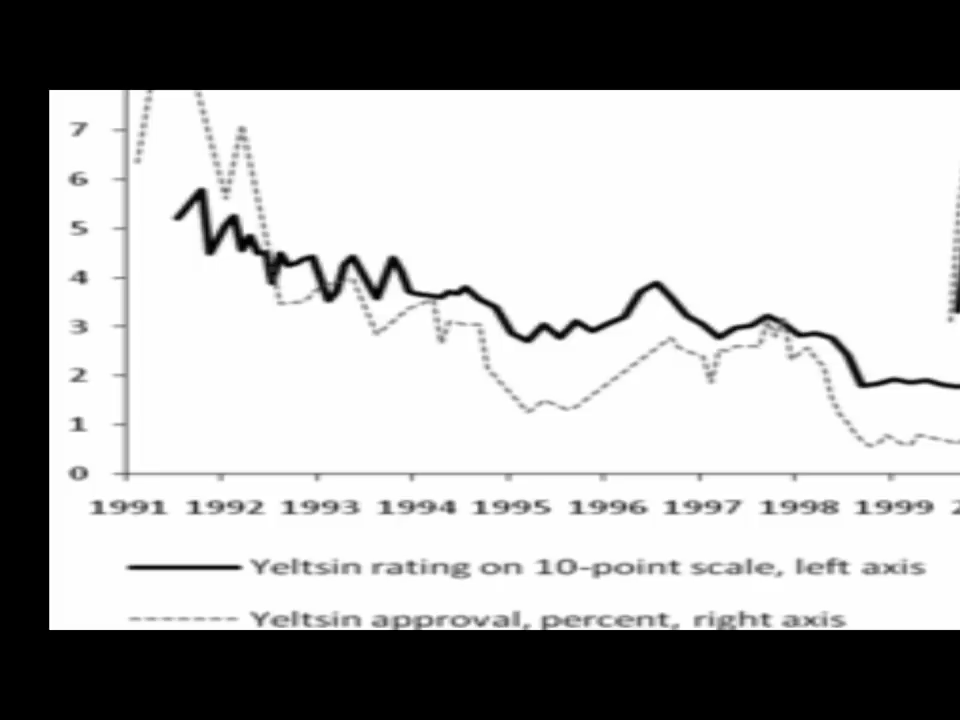 7
6
5
4
3
2
1
0
1991 1992 1993 1994 1995 1996 1997 1998 1999 2
Yeltsin rating on 10-point scale, left axis
Yeltsin approval, percent, right axis